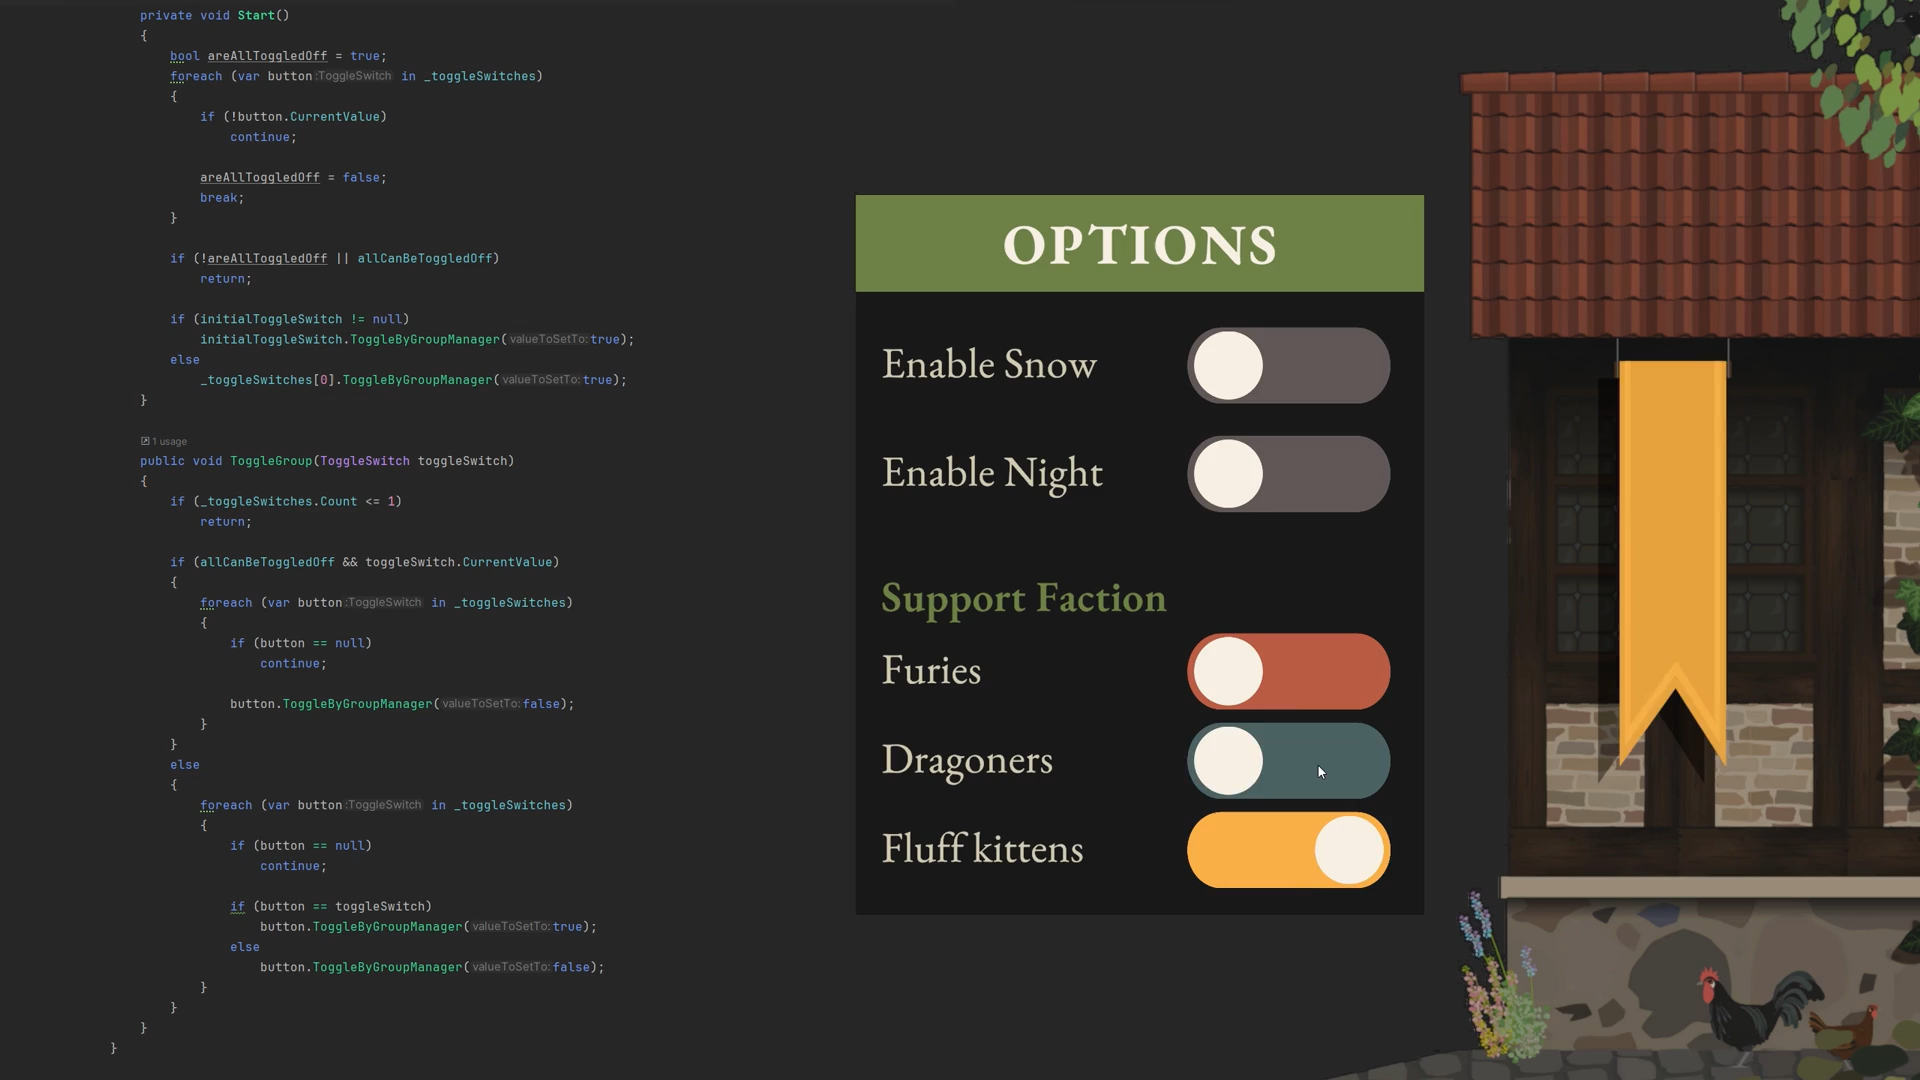 private void Start()
{
bool areAllToggledOff = true;
foreach (var button :ToggleSwitch in _toggleSwitches)
{
if (!button.CurrentValue)
continue;
areAllToggledOff = false;
break;
}
if (!areAllToggledOff || allCanBeToggledOff)
return;
if (initialToggleSwitch != null)
initialToggleSwitch.ToggleByGroupManager( valueToSetTo: true);
else
_toggleSwitches[0].ToggleByGroupManager( valueToSetTo: true);
}
1 usage
public void ToggleGroup(ToggleSwitch toggleSwitch)
{
if (_toggleSwitches.Count <= 1)
return;
if (allCanBeToggledOff && toggleSwitch.CurrentValue)
{
foreach (var button :ToggleSwitch in _toggleSwitches)
{
if (button == null)
continue;
button.ToggleByGroupManager( valueToSetTo: false);
}
}
else
{
foreach (var button :ToggleSwitch in _toggleSwitches)
{
if (button == null)
continue;
if (button == toggleSwitch)
button.ToggleByGroupManager( valueToSetTo: true);
else
button.ToggleByGroupManager( valueToSetTo: false);
}
}
}
}
OPTIONS
Enable Snow
Enable Night
Support Faction
Furies
Dragoners
Fluff kittens